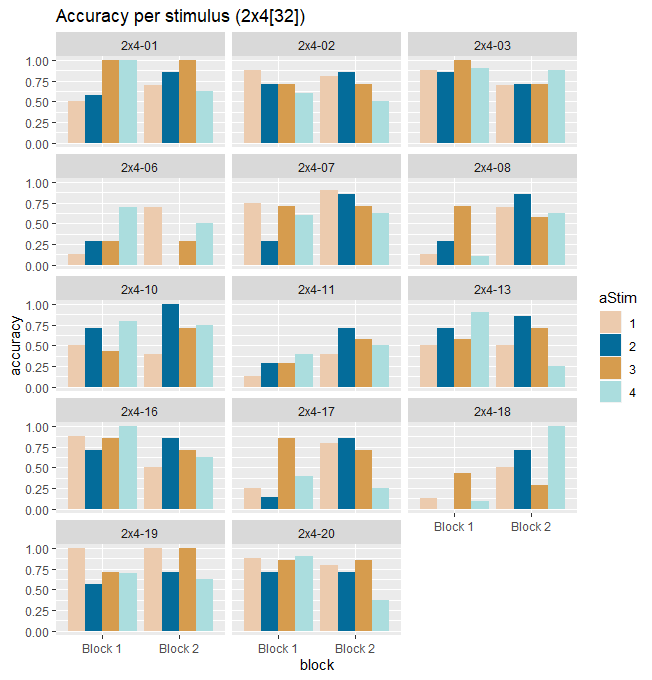 Accuracy per stimulus (2x4[32])
2x4-01 2x4-02 2x4-03
1.00
0.75
0.50
0.25
0.00
2x4-06 2x4-07 2x4-08
1.00
0.75
0.50
0.25
0.00
2x4-10 2x4-11 2x4-13
1.00
0.75
0.50
0.25
0.00
accuracy
aStim
1
2
3
4
2x4-16 2x4-17 2x4-18
1.00
0.75
0.50
0.25
0.00
Block 1 Block 2
2x4-19 2x4-20
1.00
0.75
0.50
0.25
0.00
Block 1 Block 2 Block 1 Block 2
block